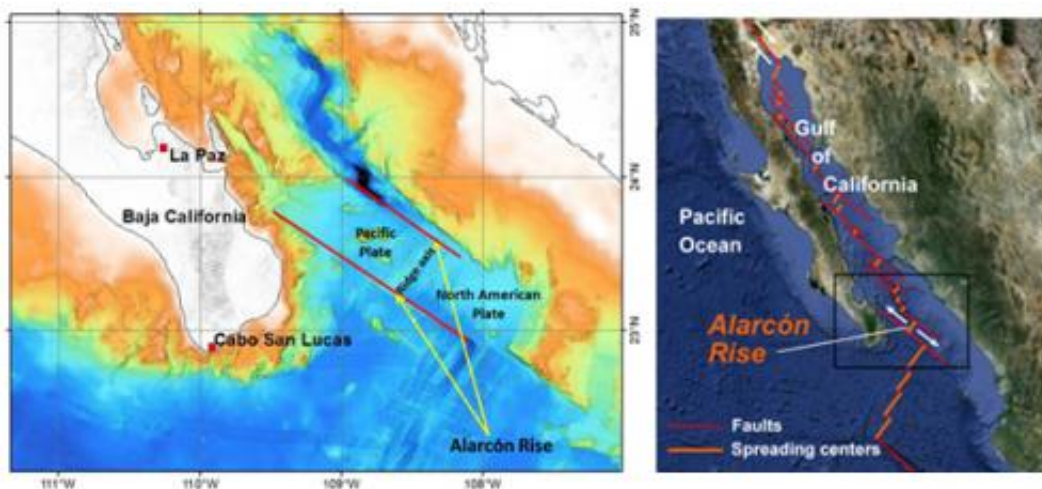 25°N
La Paz
24°N
Baja California
Pacific
Plate
Ridge axis
North American
Plate
23°N
Cabo San Lucas
Alarcón Rise
111°W
110°W
109°W
108°W
Gulf
of
California
Pacific
Ocean
Alarcón
Rise
Faults
Spreading centers